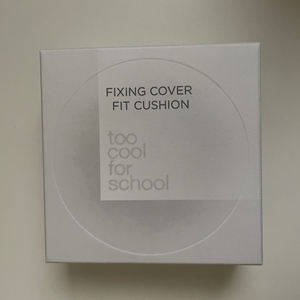 FIXING COVER
FIT CUSHION
too
cool
for
school